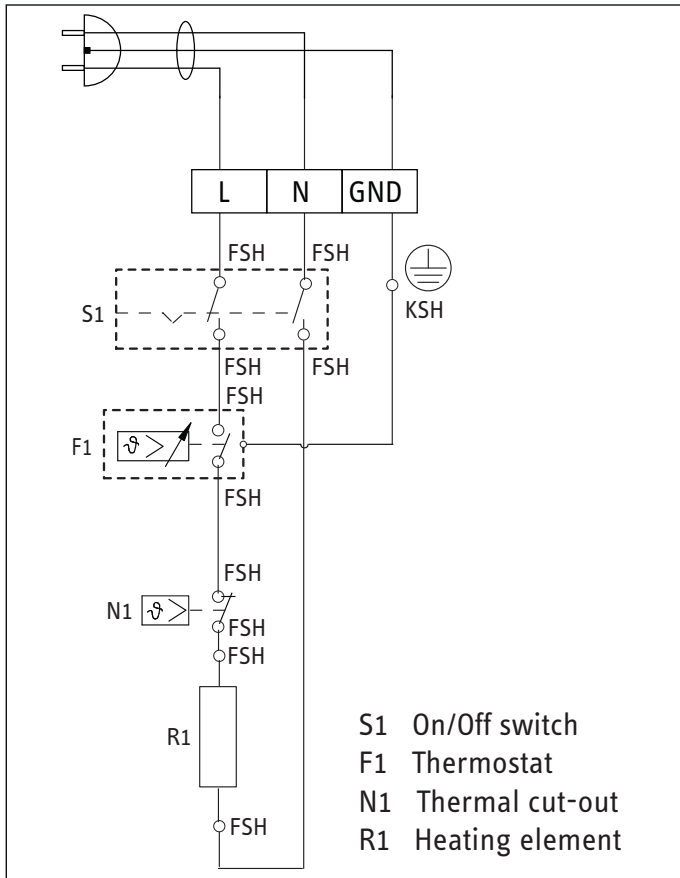 L N GND
FSH FSH
KSH
S1
FSH FSH
FSH
F1 ϑ >
FSH
FSH
N1 ϑ >
FSH
FSH
R1
FSH
S1 On/Off switch
F1 Thermostat
N1 Thermal cut-out
R1 Heating element